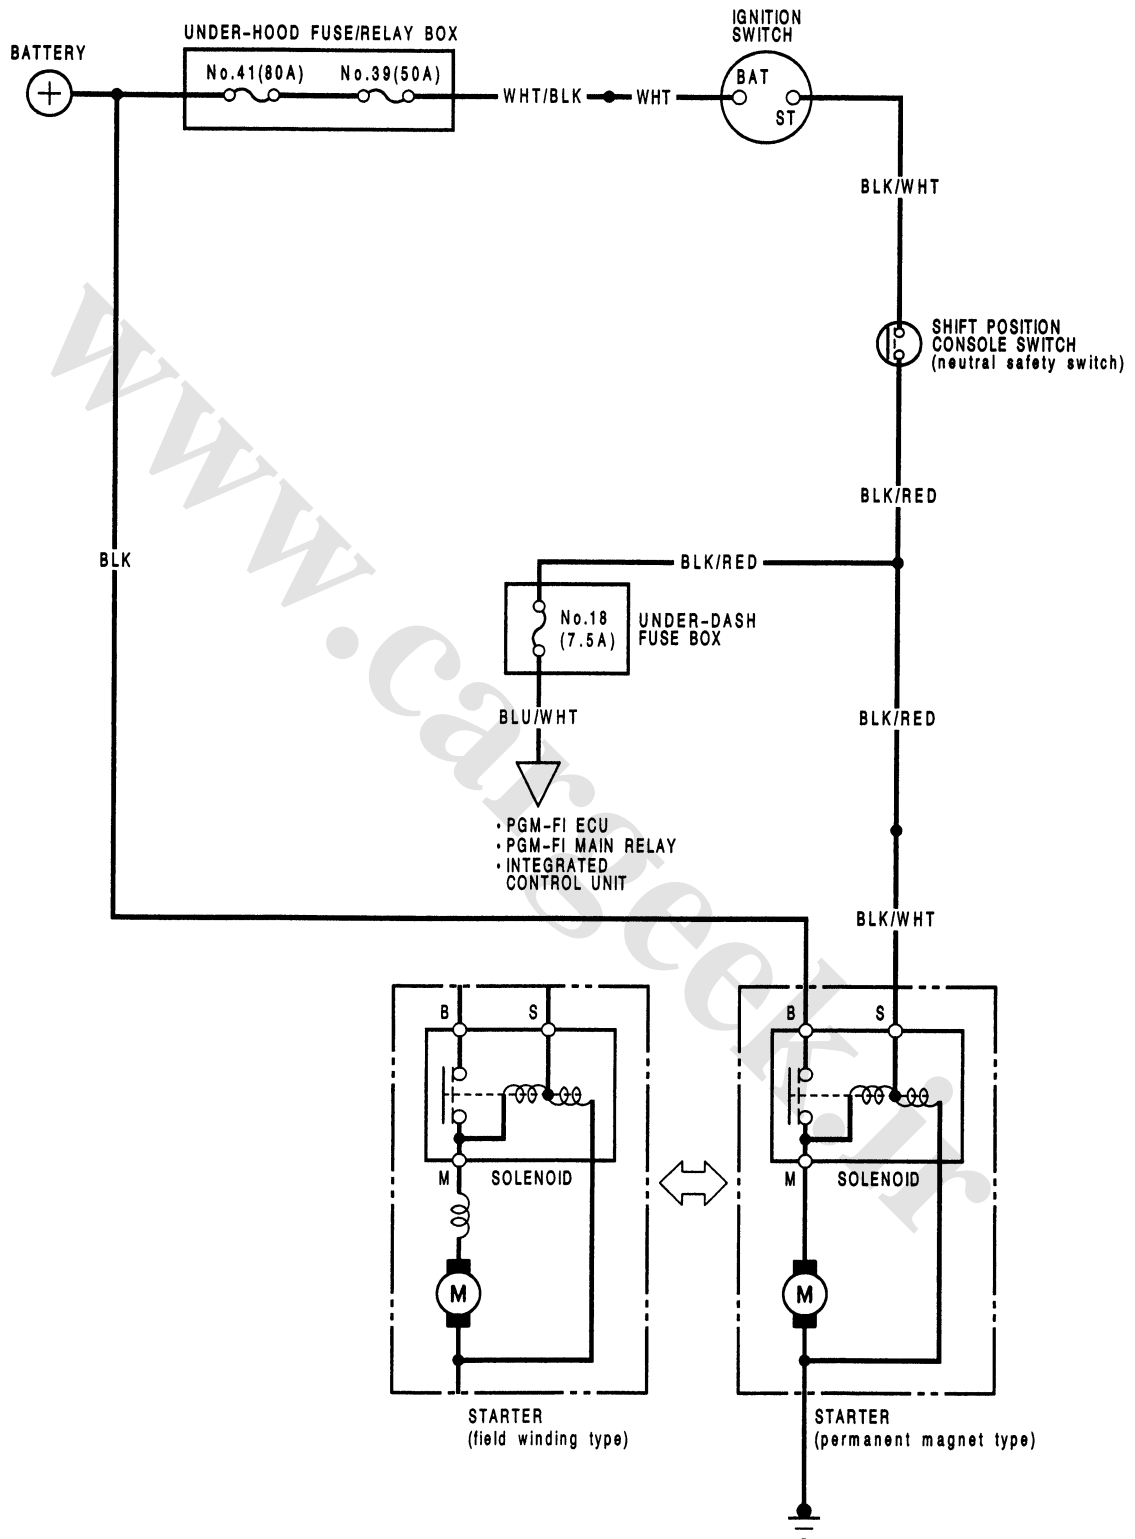 IGNITION
SWITCH
UNDER-HOOD FUSE/RELAY BOX
BATTERY
+
No.41(80A)
No.39(50A)
BAT
WHT/BLK
WHT
ST
BLK/WHT
SHIFT POSITION
CONSOLE SWITCH
(neutral safety switch)
BLK/RED
BLK
BLK/RED
No.18
(7.5A)
UNDER-DASH
FUSE BOX
BLU/WHT
BLK/RED
• PGM-FI ECU
• PGM-FI MAIN RELAY
• INTEGRATED
CONTROL UNIT
BLK/WHT
B
S
B
S
M
SOLENOID
M
SOLENOID
M
M
STARTER
(field winding type)
STARTER
(permanent magnet type)
www.cargeek.ir